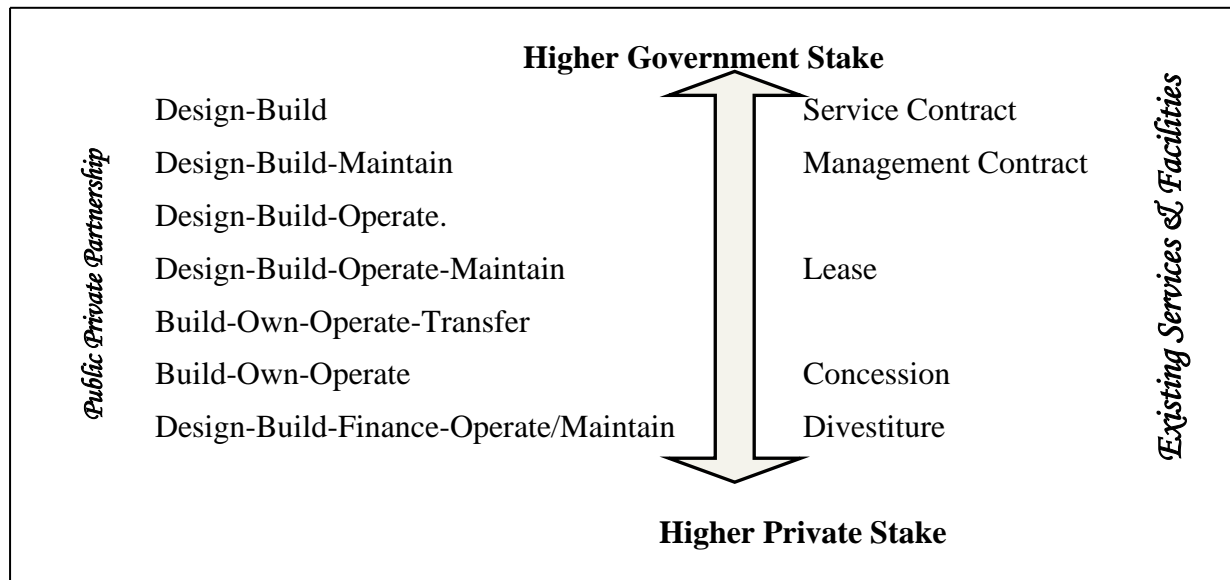 Higher Government Stake
Design-Build
Service Contract
Design-Build-Maintain
Management Contract
Design-Build-Operate.
Design-Build-Operate-Maintain
Lease
Build-Own-Operate-Transfer
Build-Own-Operate
Concession
Design-Build-Finance-Operate/Maintain
Divestiture
Higher Private Stake
Public Private Partnership
Existing Services & Facilities